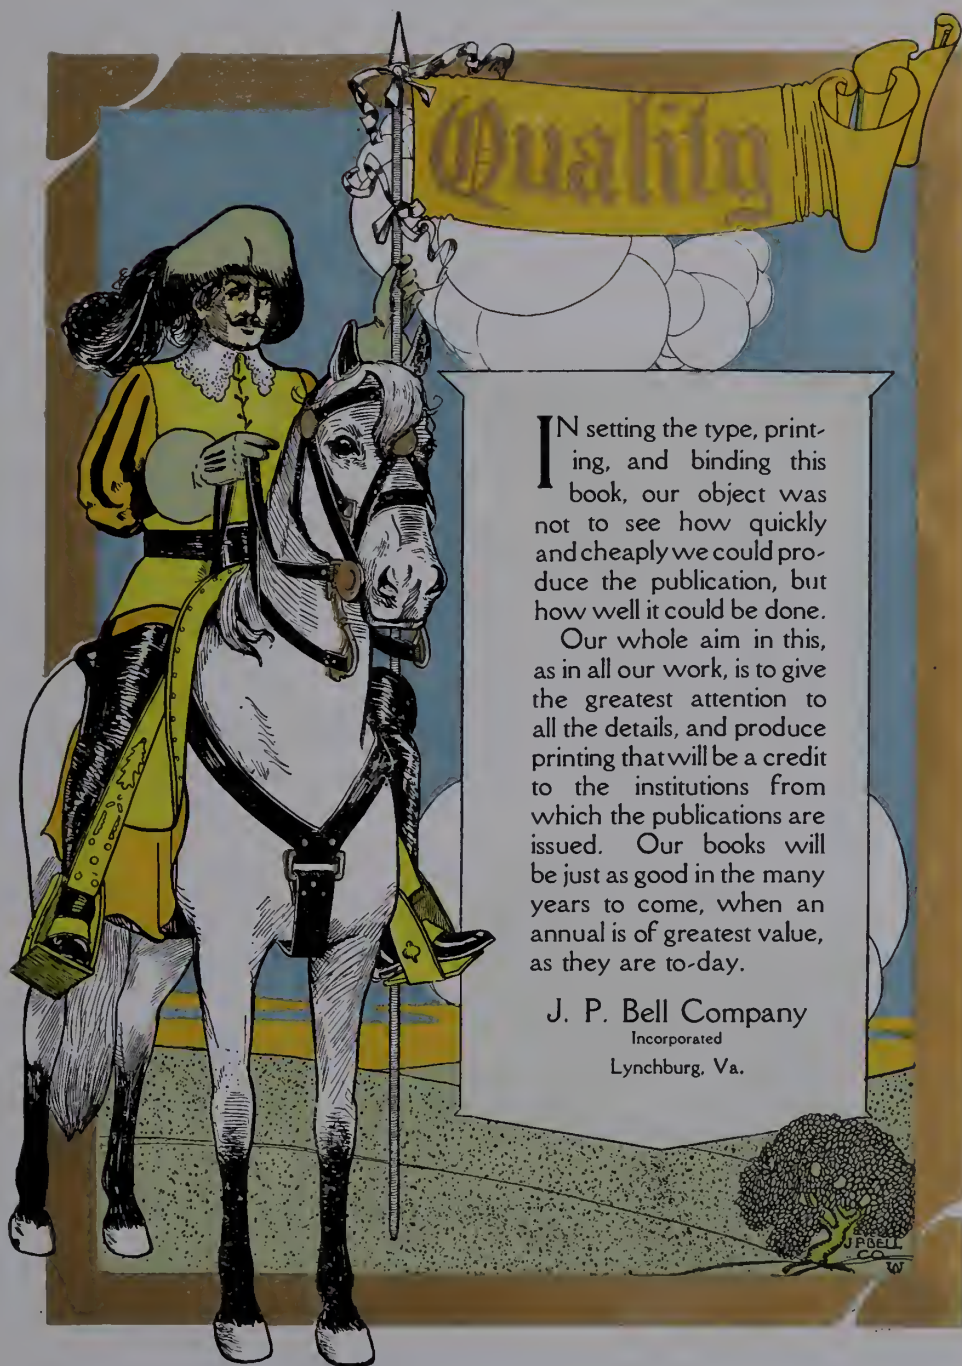 Quality
IN setting the type, print-
ing, and binding this
book, our object was
not to see how quickly
and cheaply we could pro-
duce the publication, but
how well it could be done.
Our whole aim in this,
as in all our work, is to give
the greatest attention to
all the details, and produce
printing that will be a credit
to the institutions from
which the publications are
issued. Our books will
be just as good in the many
years to come, when an
annual is of greatest value,
as they are to-day.
J. P. Bell Company
Incorporated
Lynchburg, Va.
J.P. BELL
CO.
W